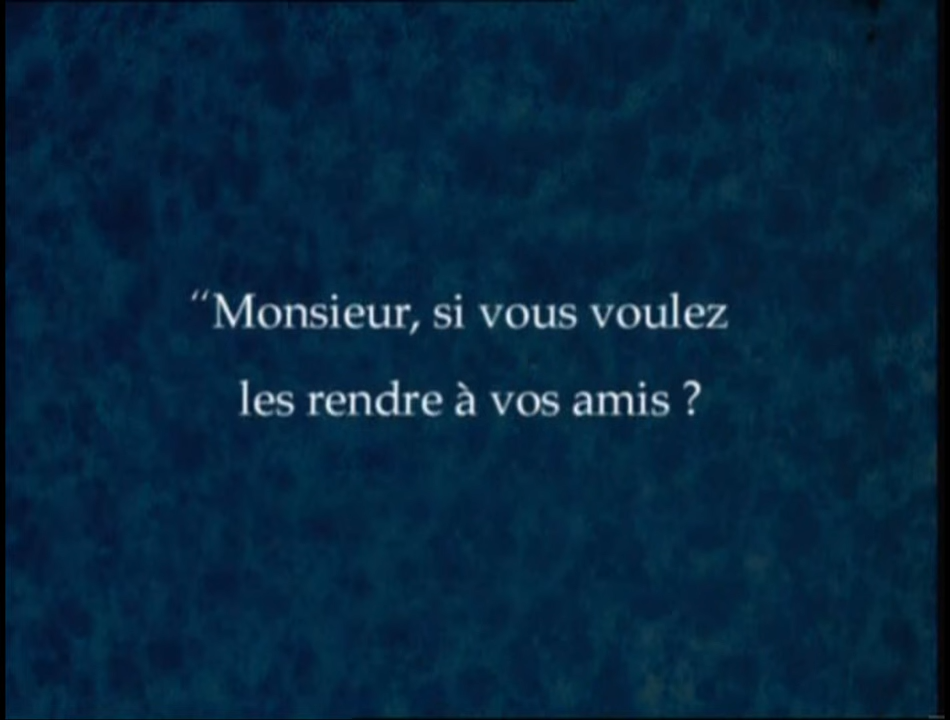 “Monsieur, si vous voulez
les rendre à vos amis ?